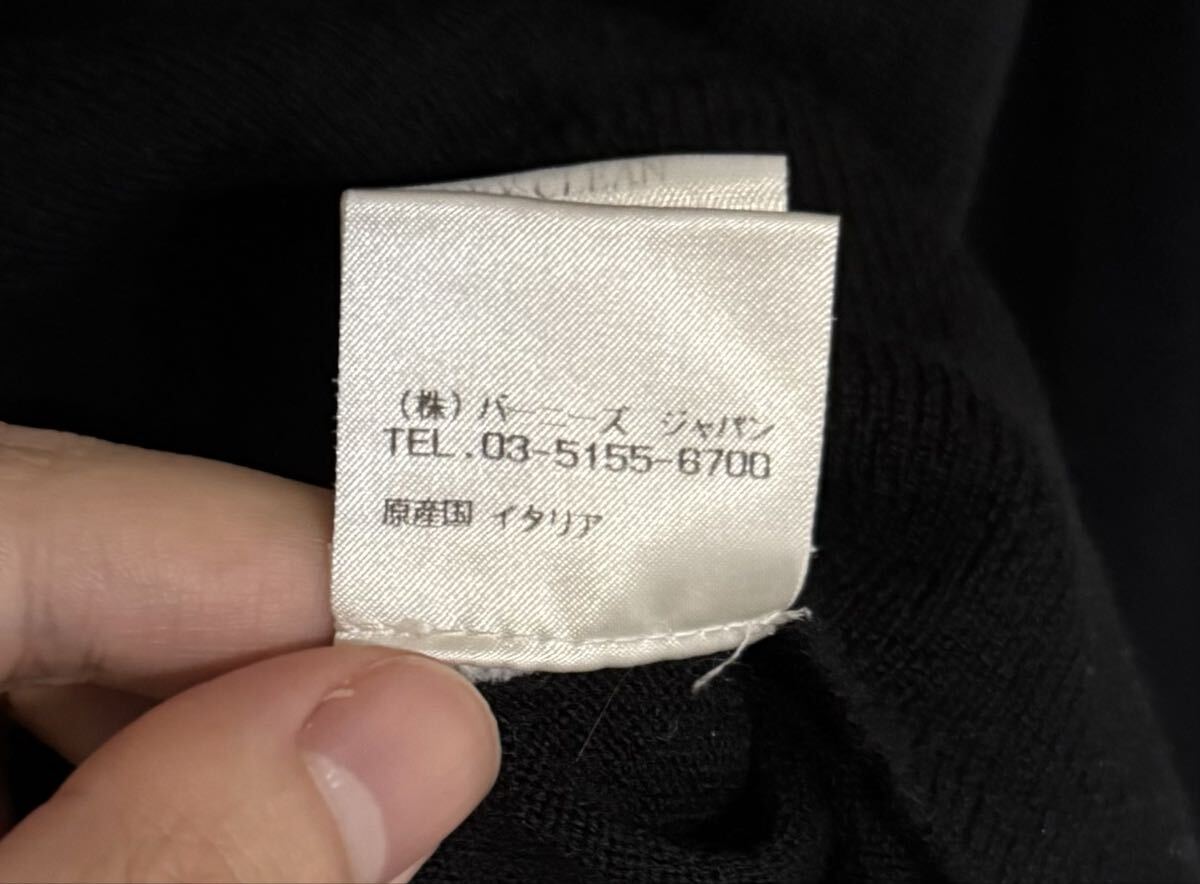 CLEAN
（株）バーニーズ ジャパン
TEL.03-5155-6700
原産国 イタリア